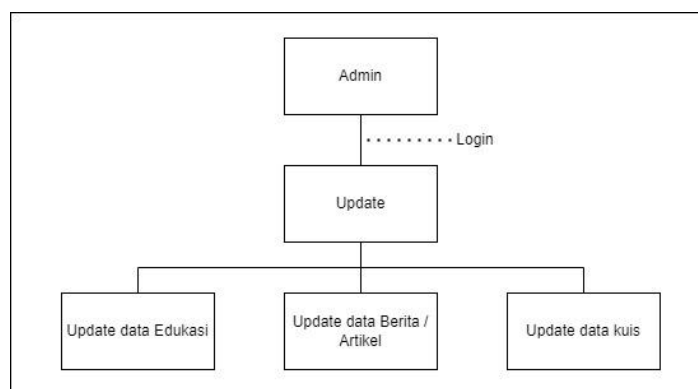 Admin
Login
Update
Update data Edukasi
Update data Berita /
Artikel
Update data kuis